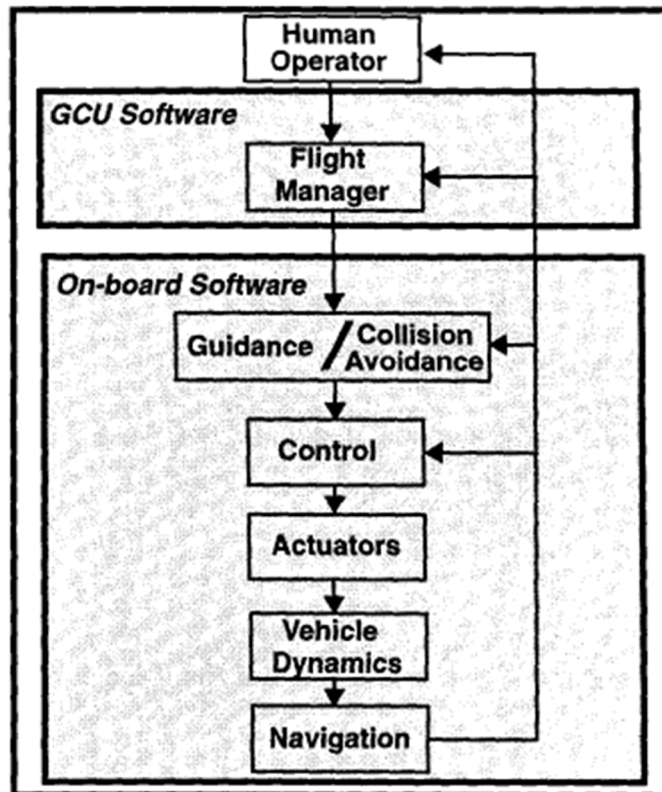 Human
Operator
GCU Software
Flight
Manager
On-board Software
Guidance / Collision
Avoidance
Control
Actuators
Vehicle
Dynamics
Navigation